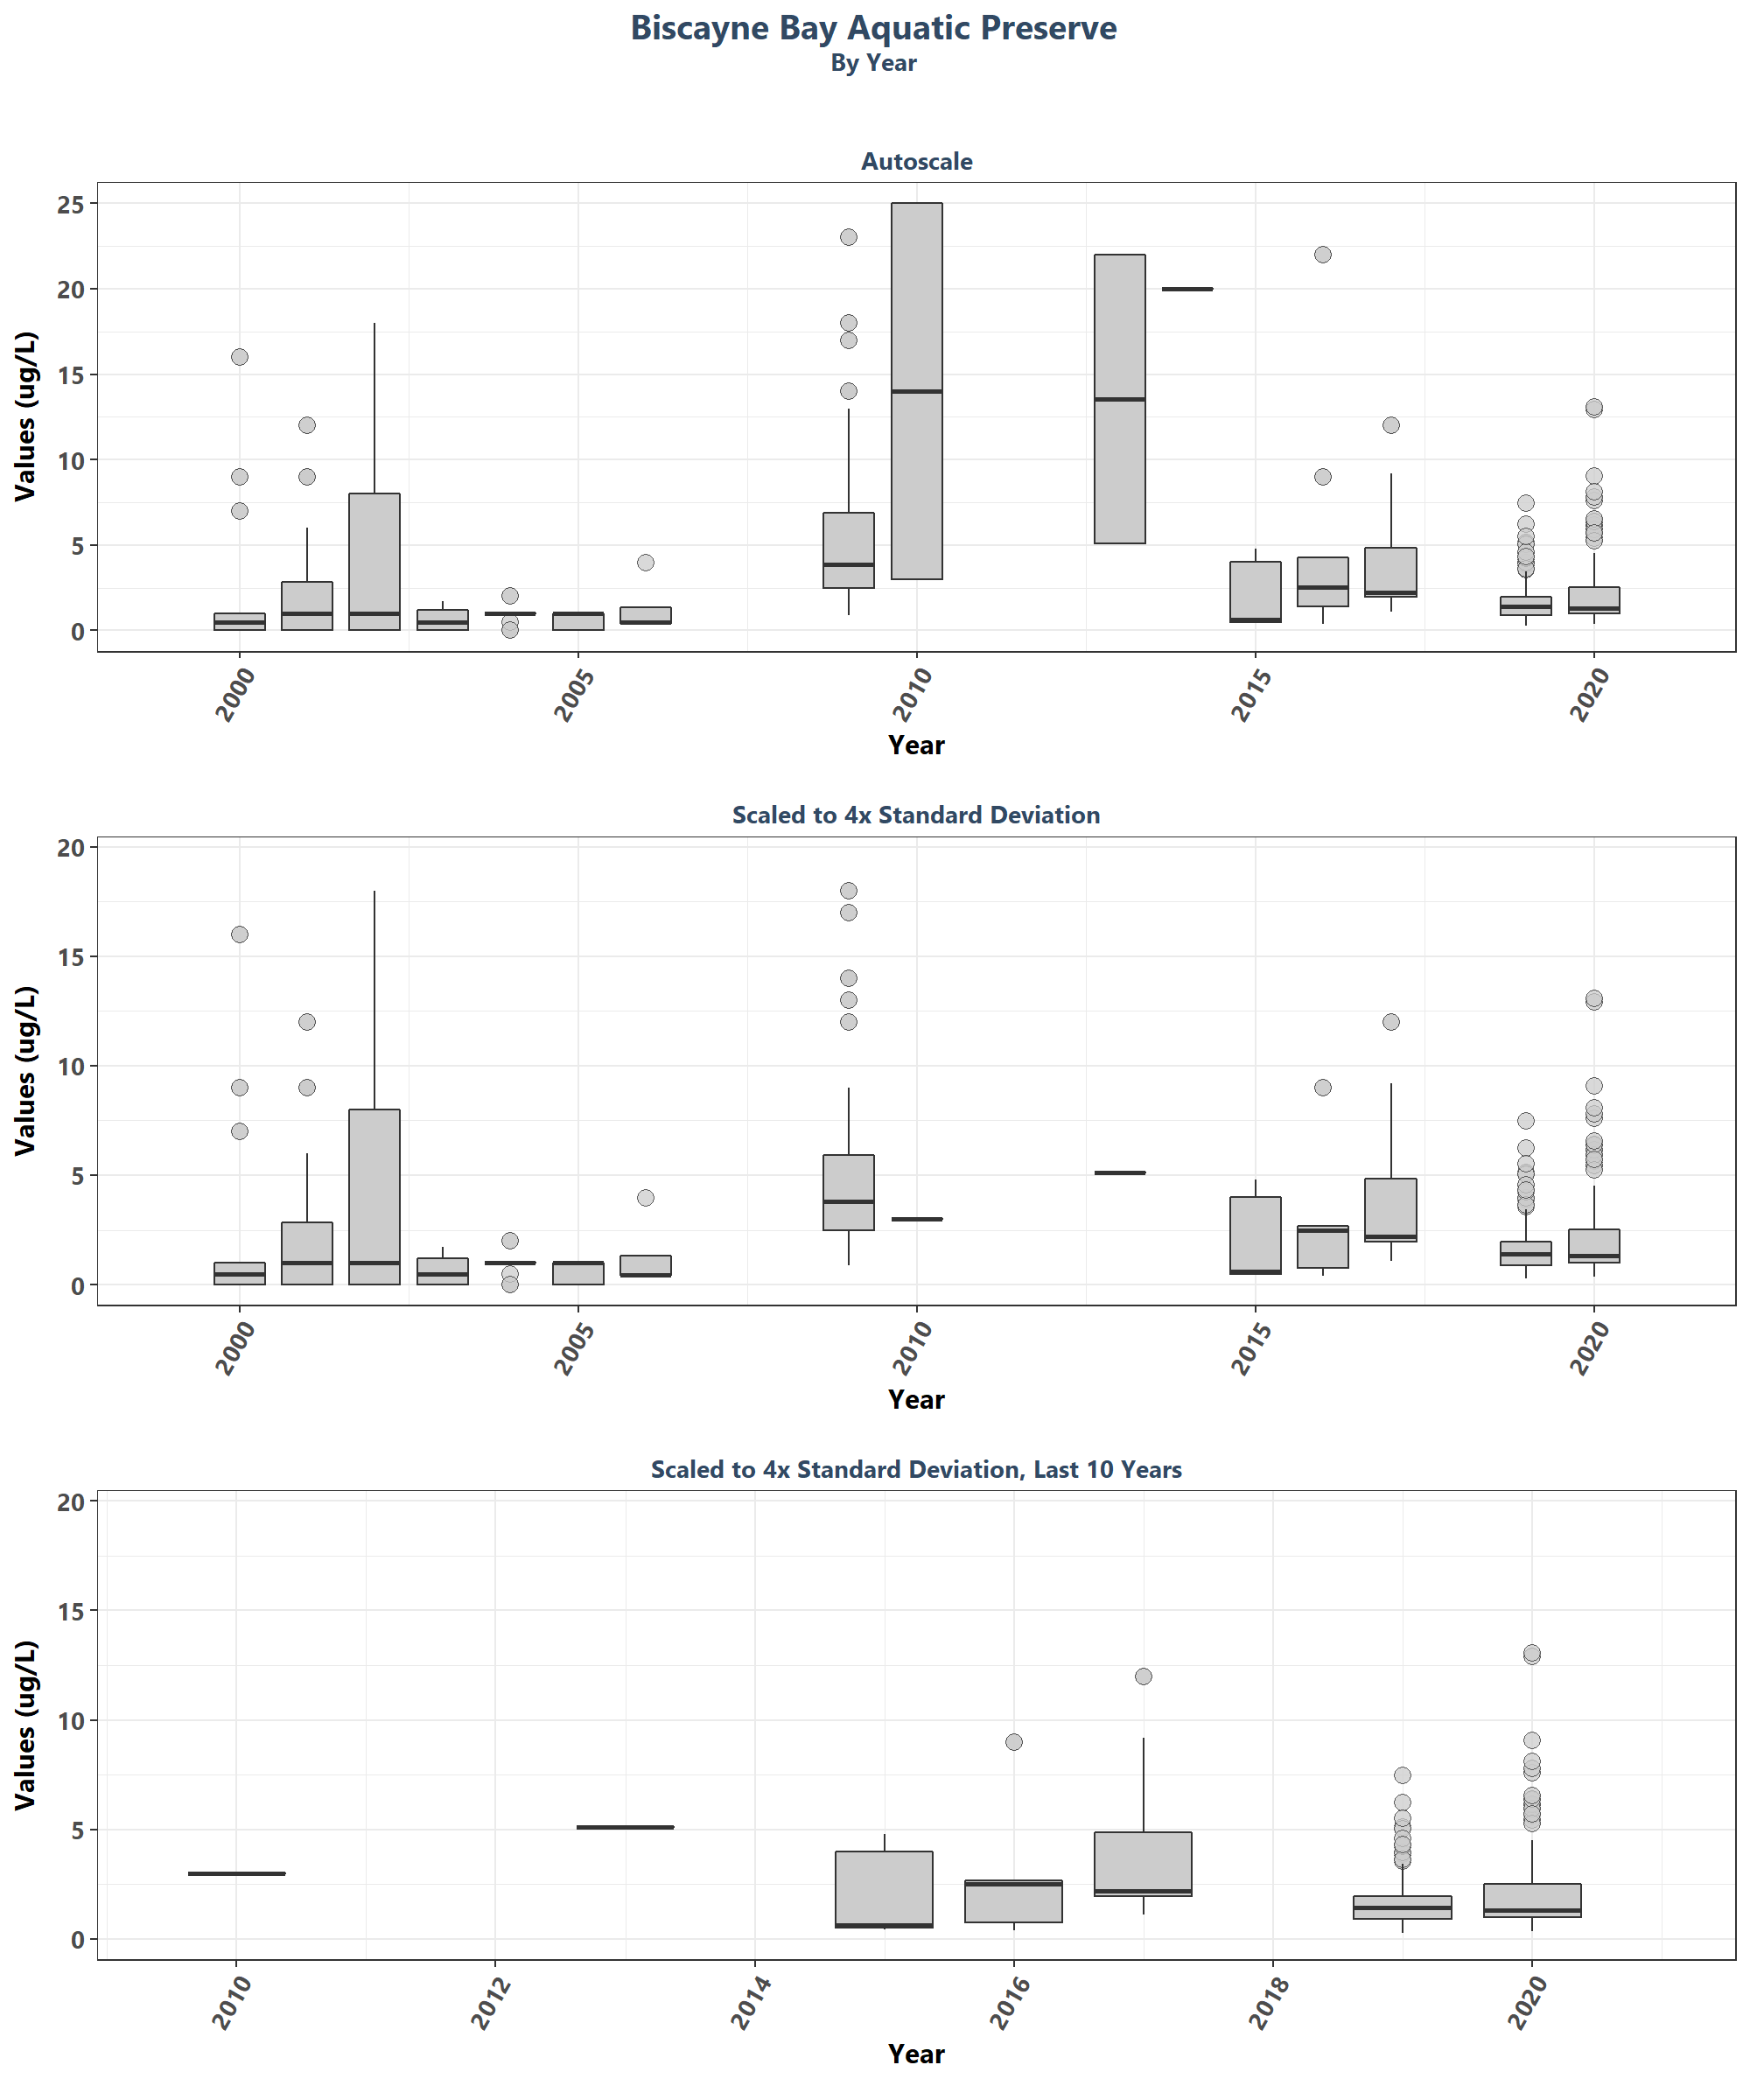 Biscayne Bay Aquatic Preserve
By Year
Autoscale
Values (ug/L)
25
20
15
10
5
0
2000 2005 2010 2015 2020
Year
Scaled to 4x Standard Deviation
Values (ug/L)
20
15
10
5
0
2000 2005 2010 2015 2020
Year
Scaled to 4x Standard Deviation, Last 10 Years
Values (ug/L)
20
15
10
5
0
2010 2012 2014 2016 2018 2020
Year